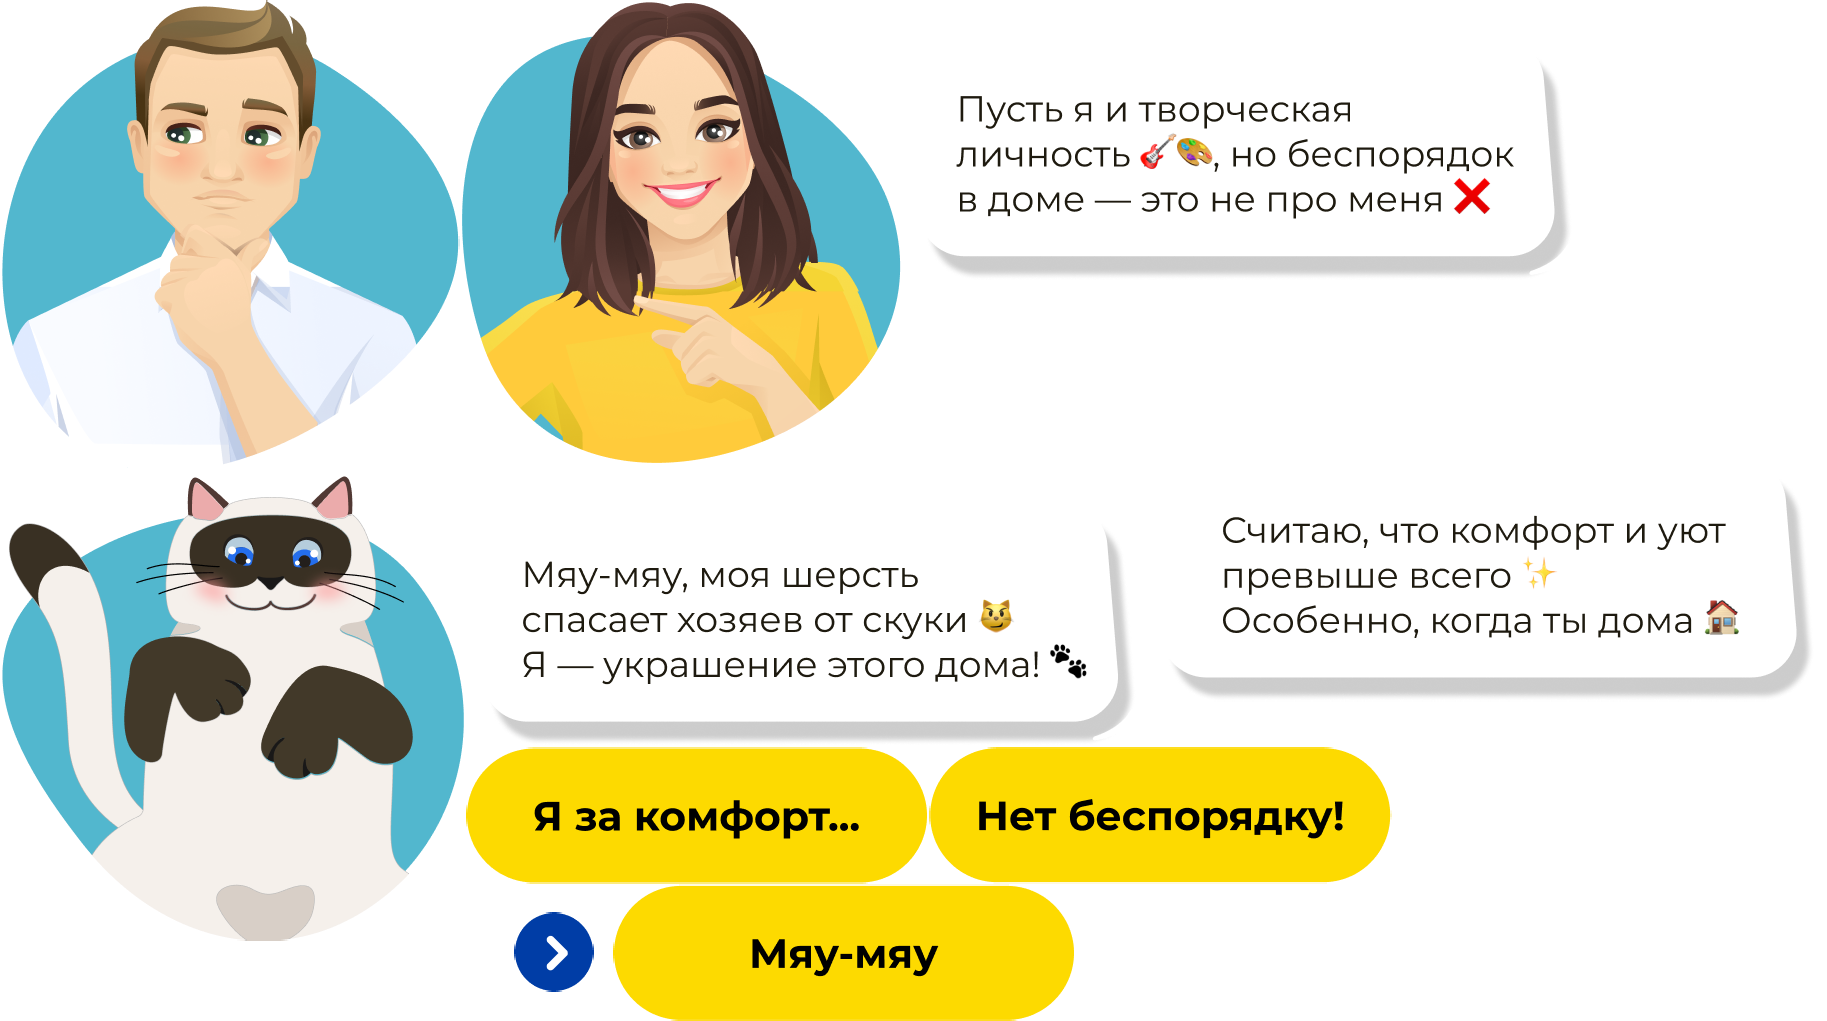 Пусть я и творческая
личность 🎸🎨, но беспорядок
в доме — это не про меня ❌
Считаю, что комфорт и уют
превыше всего ✨
Особенно, когда ты дома 🏠
Мяу-мяу, моя шерсть
спасает хозяев от скуки 😼
Я — украшение этого дома! 🐾
Я за комфорт...
Нет беспорядку!
Мяу-мяу